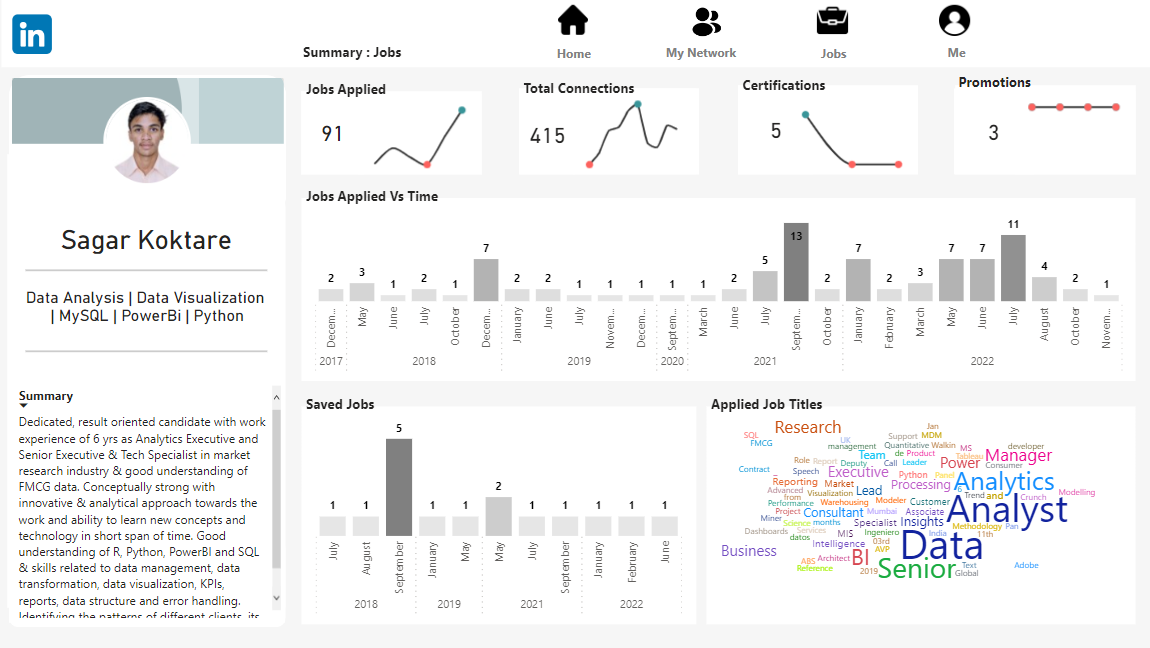 in
Summary : Jobs
Home
My Network
Jobs
Me
Sagar Koktare
Data Analysis | Data Visualization
| MySQL | PowerBi | Python
Summary
Dedicated, result oriented candidate with work
experience of 6 yrs as Analytics Executive and
Senior Executive & Tech Specialist in market
research industry & good understanding of
FMCG data. Conceptually strong with
innovative & analytical approach towards the
work and ability to learn new concepts and
technology in short span of time. Good
understanding of R, Python, PowerBI and SQL
& skills related to data management, data
transformation, data visualization, KPIs,
reports, data structure and error handling.
Identifying the patterns of different clients, its
Jobs Applied
91
Total Connections
415
Certifications
5
Promotions
3
Jobs Applied Vs Time
2 3 1 2 1 7 2 2 1 1 1 1 1 2 5 13 2 7 2 3 7 7 11 4 2 1
Decem... May June July October Decem... January June July Novem... Decem... Septem... March June July Septem... October January February March May June July August October Novem...
2017 2018 2019 2020 2021 2022
Saved Jobs
1 1 5 1 1 2 1 1 1 1 1
July August September January May May July September January February June
2018 2019 2021 2022
Applied Job Titles
Research
Jan
SQL
FMCG
UK
management
Support
MDM
Quantitative
Walkin
MS
developer
Team
de
Product
Tableau
Manager
Role
Report
Deputy
Call
Leader
Power
Consumer
Contract
Speech
Executive
Python
Panel
Analytics
Reporting
Market
Processing
6
Advanced
from
Visualization
Lead
Trend
and
Crunch
Modelling
Performance
Warehousing
Modeler
Customer
Analyst
Project
Consultant
Mumbai
Associate
Miner
Science
months
Specialist
Insights
Methodology
Pan
Dashboards
Services
datos
MIS
Ingeniero
India
11th
Business
Intelligence
03rd
AVP
Data
ABS
Architect
BI
Reference
2019
Senior
Text
Global
Adobe